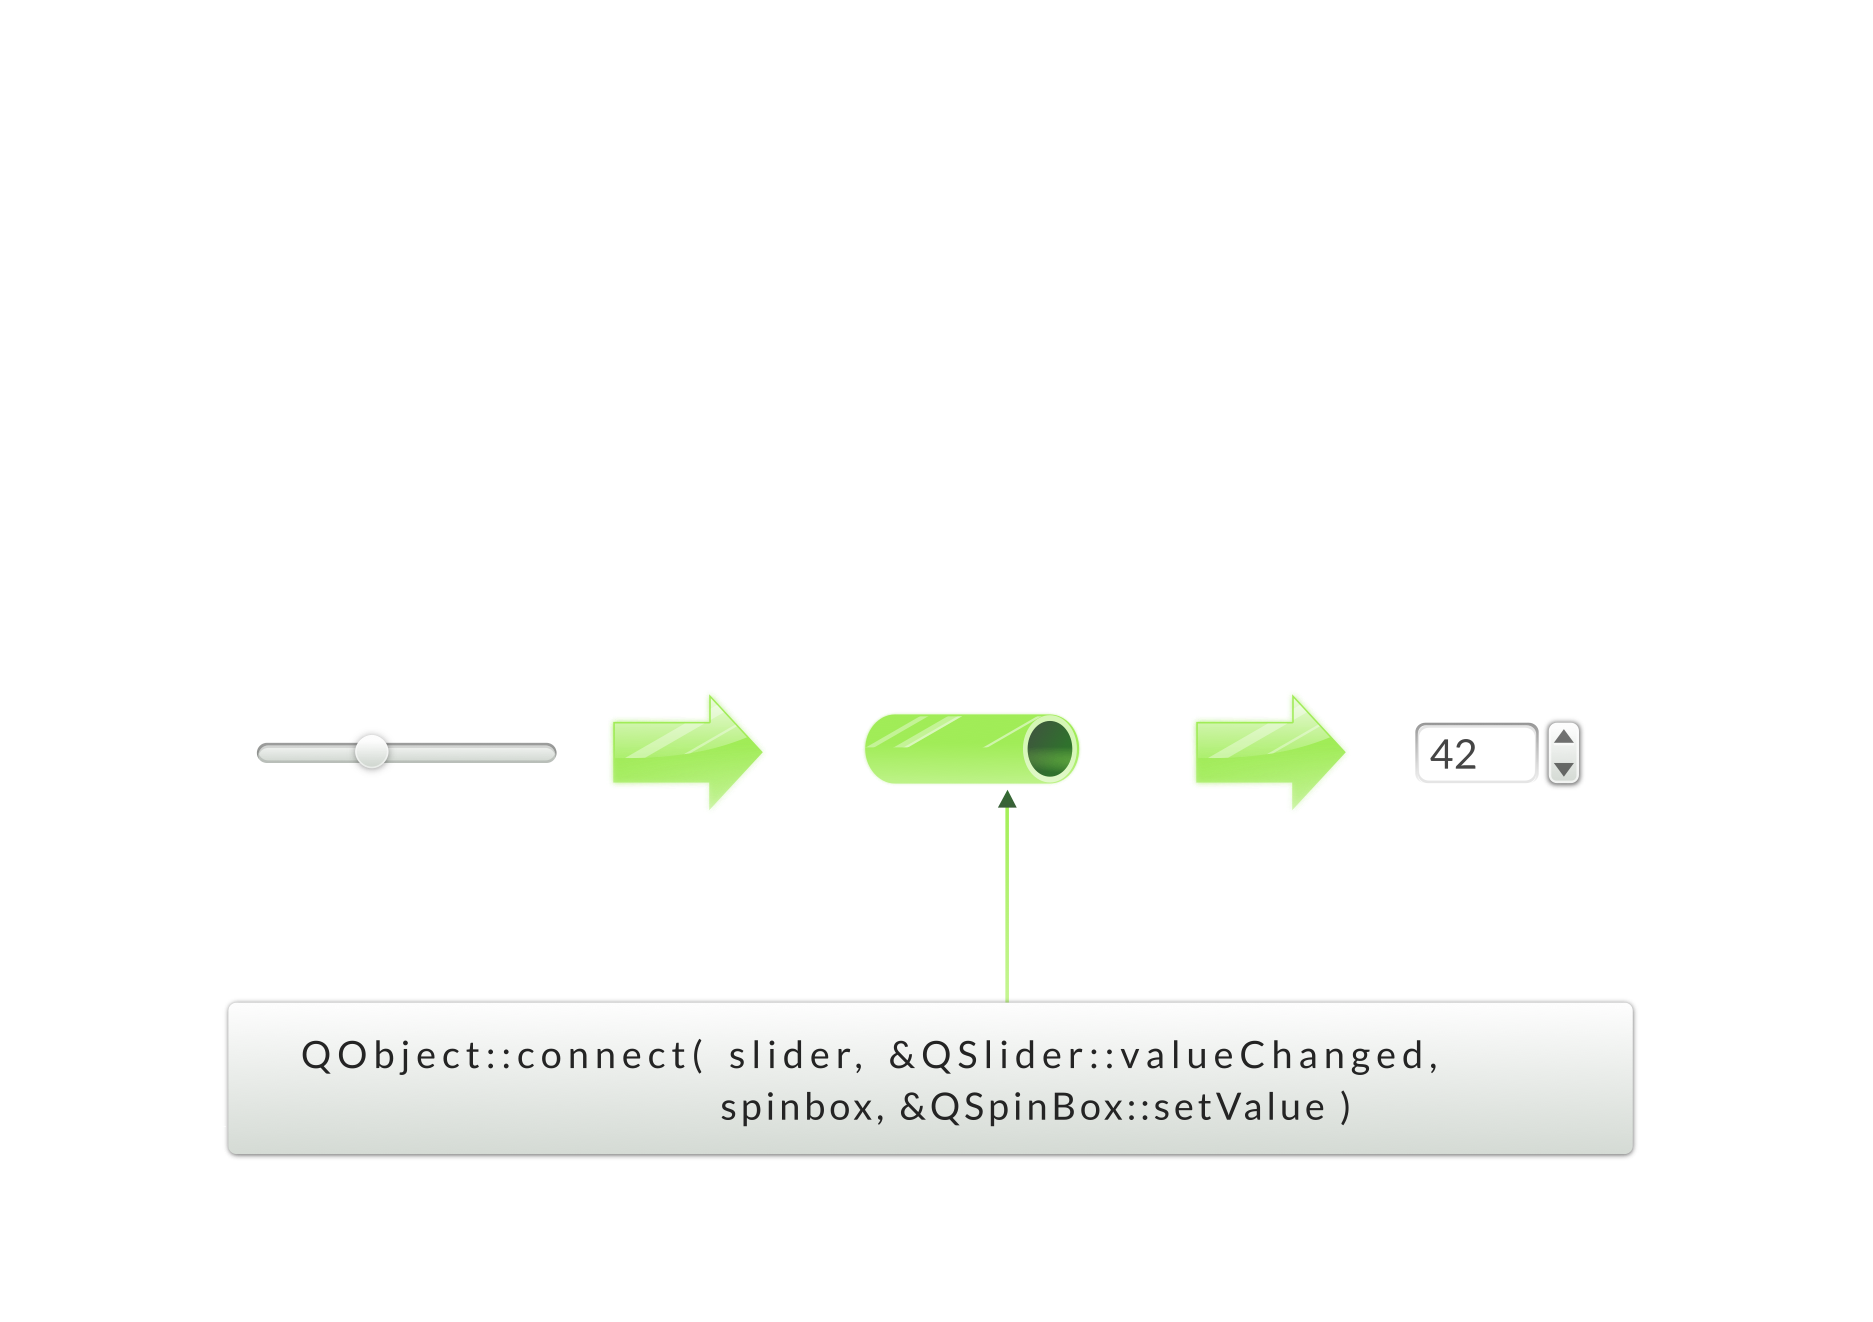 42
QObject::connect( slider, &QSlider::valueChanged,
spinbox, &QSpinBox::setValue )